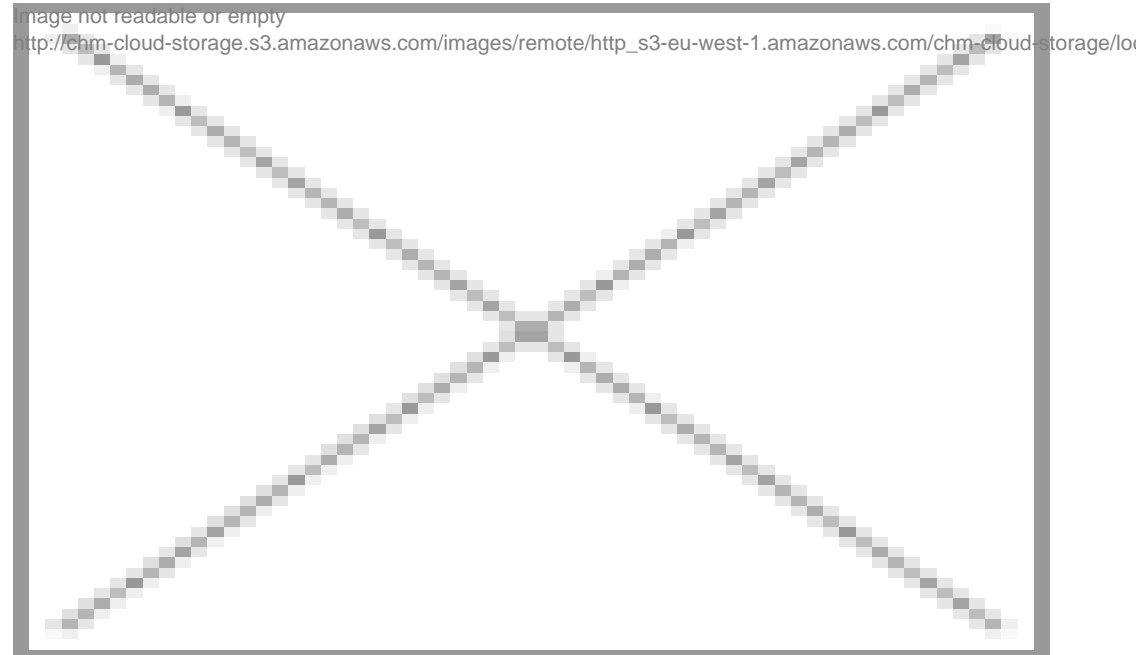 Image not readable or empty
http://chm-cloud-storage.s3.amazonaws.com/images/remote/http_s3-eu-west-1.amazonaws.com/chm-cloud-storage/loc